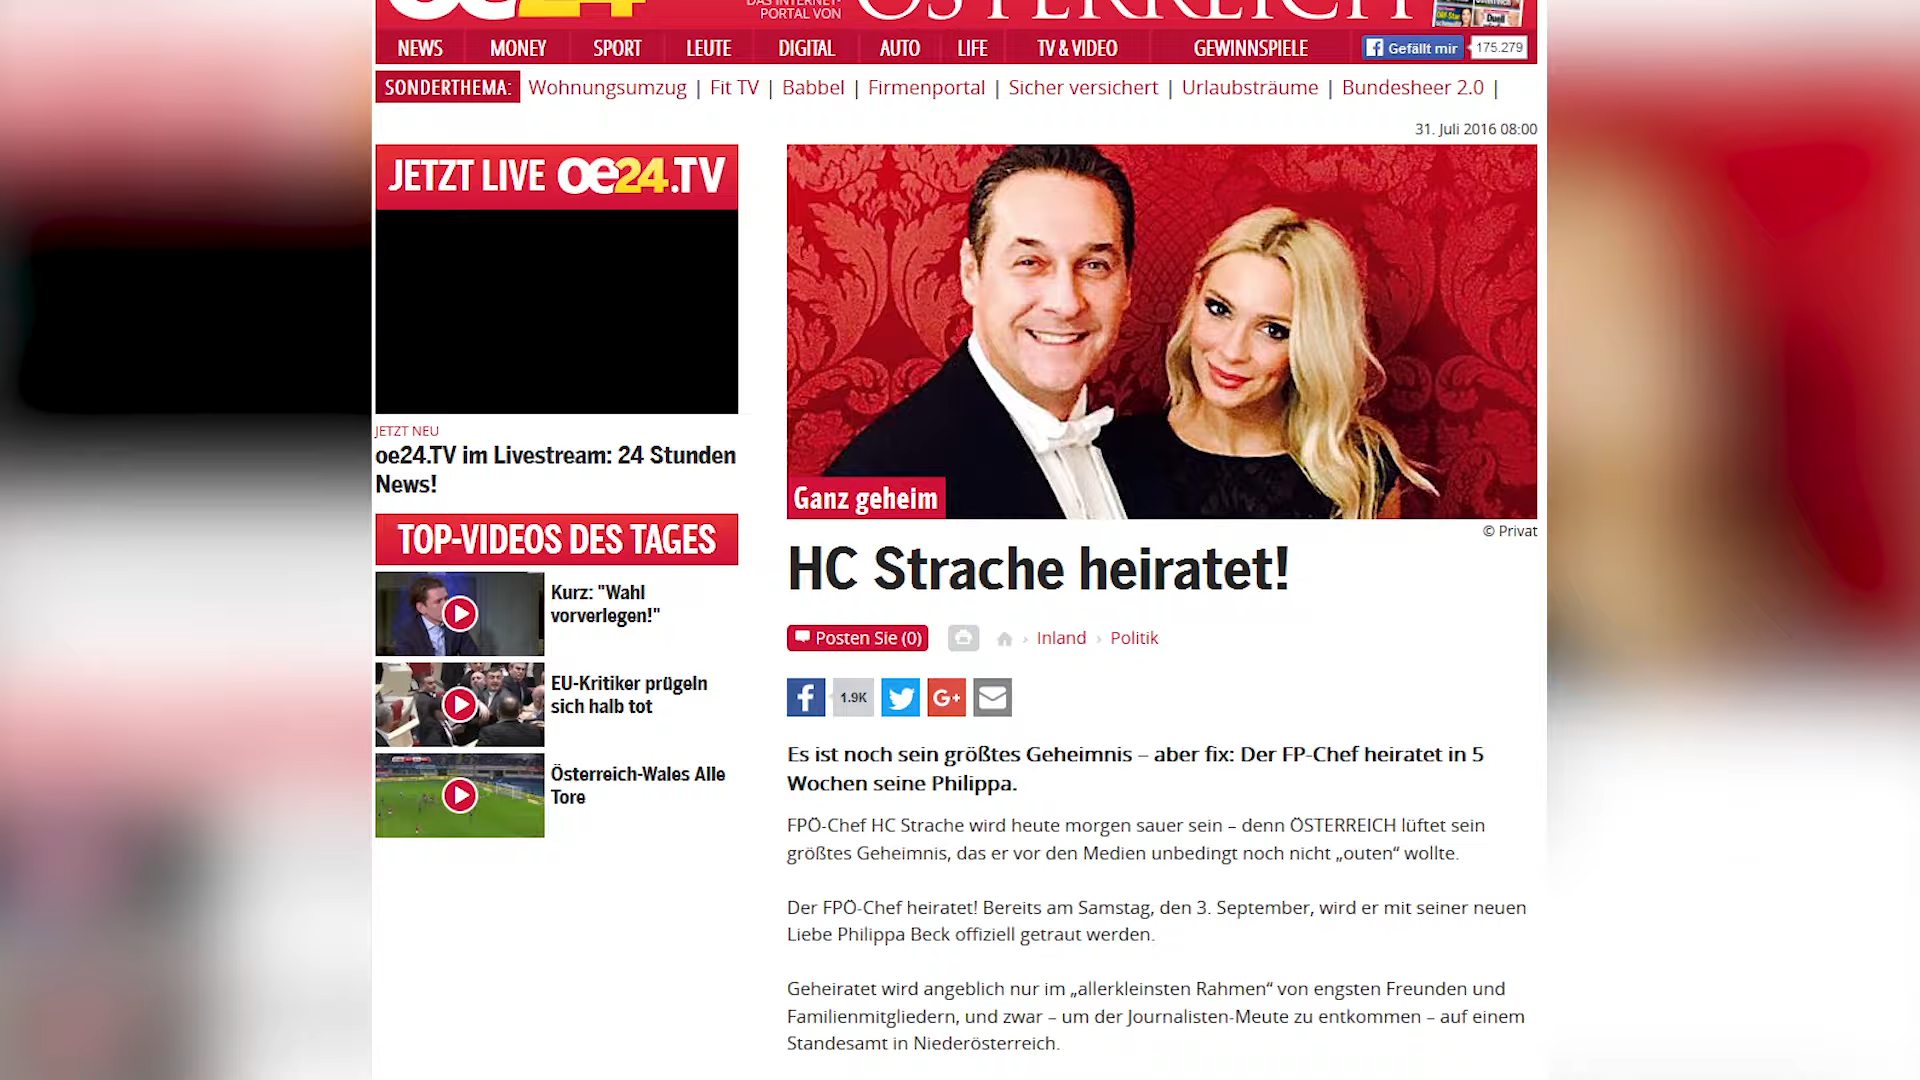 oe24
DAS INTERNET-
PORTAL VON
ÖSTERREICH
NEWS MONEY SPORT LEUTE DIGITAL AUTO LIFE TV & VIDEO GEWINNSPIELE Gefällt mir 175.279
SONDERTHEMA: Wohnungsumzug | Fit TV | Babbel | Firmenportal | Sicher versichert | Urlaubsträume | Bundesheer 2.0 |
31. Juli 2016 08:00
JETZT LIVE oe24.TV
JETZT NEU
oe24.TV im Livestream: 24 Stunden
News!
TOP-VIDEOS DES TAGES
Kurz: "Wahl
vorverlegen!"
EU-Kritiker prügeln
sich halb tot
Österreich-Wales Alle
Tore
Ganz geheim
© Privat
HC Strache heiratet!
Posten Sie (0) › Inland › Politik
f 1.9K G+
Es ist noch sein größtes Geheimnis – aber fix: Der FP-Chef heiratet in 5
Wochen seine Philippa.
FPÖ-Chef HC Strache wird heute morgen sauer sein – denn ÖSTERREICH lüftet sein
größtes Geheimnis, das er vor den Medien unbedingt noch nicht „outen“ wollte.
Der FPÖ-Chef heiratet! Bereits am Samstag, den 3. September, wird er mit seiner neuen
Liebe Philippa Beck offiziell getraut werden.
Geheiratet wird angeblich nur im „allerkleinsten Rahmen“ von engsten Freunden und
Familienmitgliedern, und zwar – um der Journalisten-Meute zu entkommen – auf einem
Standesamt in Niederösterreich.